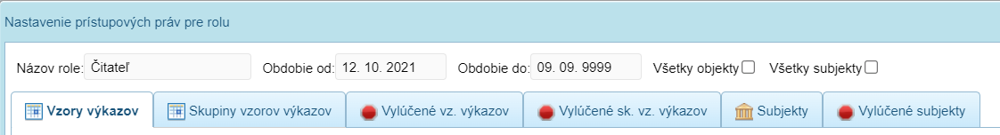 Nastavenie prístupových práv pre rolu
Názov role: Čitateľ Obdobie od: 12. 10. 2021 Obdobie do: 09. 09. 9999 Všetky objekty Všetky subjekty
Vzory výkazov Skupiny vzorov výkazov Vylúčené vz. výkazov Vylúčené sk. vz. výkazov Subjekty Vylúčené subjekty